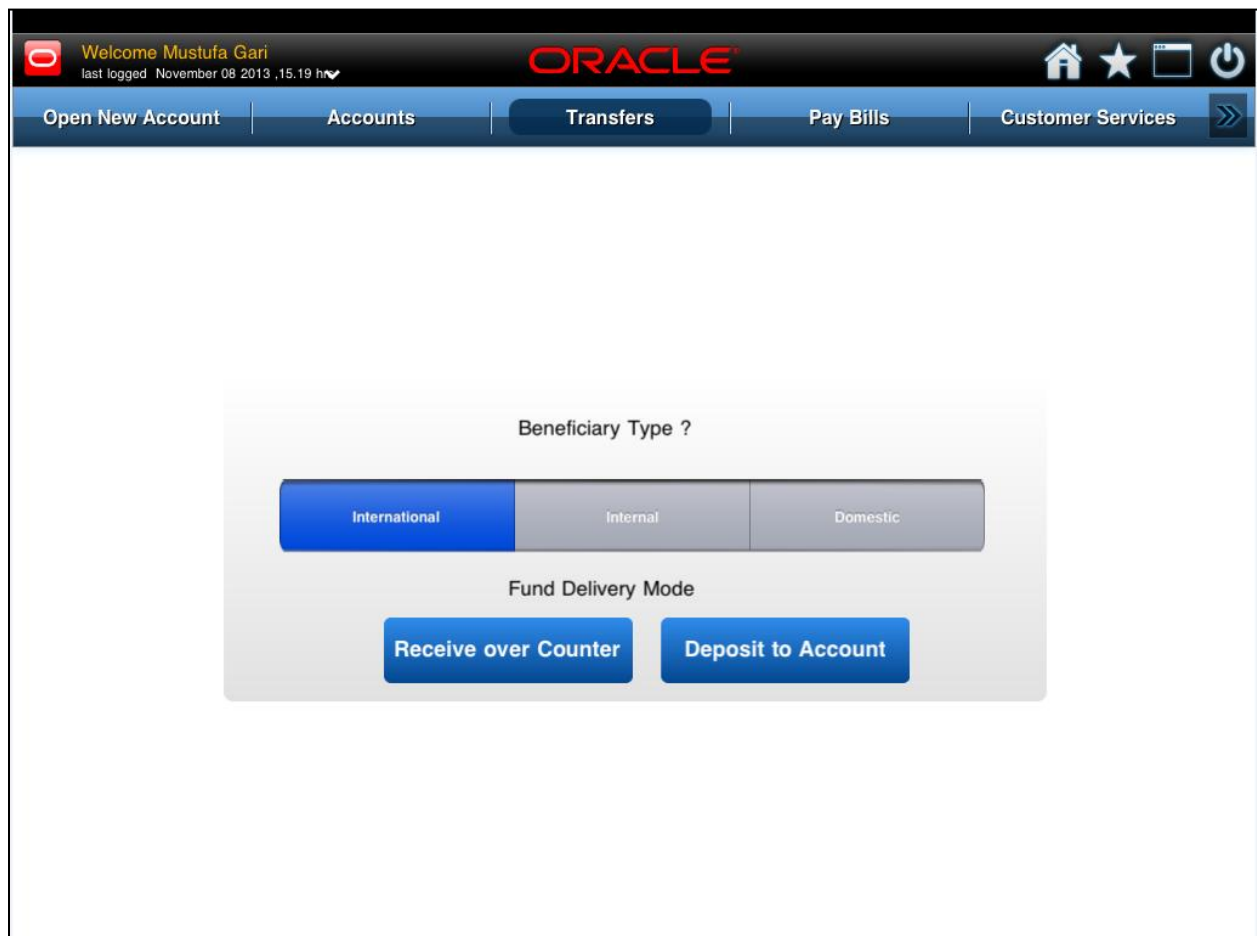 Welcome Mustufa Gari
last logged November 08 2013 ,15.19 hr
ORACLE
Open New Account Accounts Transfers Pay Bills Customer Services
Beneficiary Type ?
International Internal Domestic
Fund Delivery Mode
Receive over Counter Deposit to Account